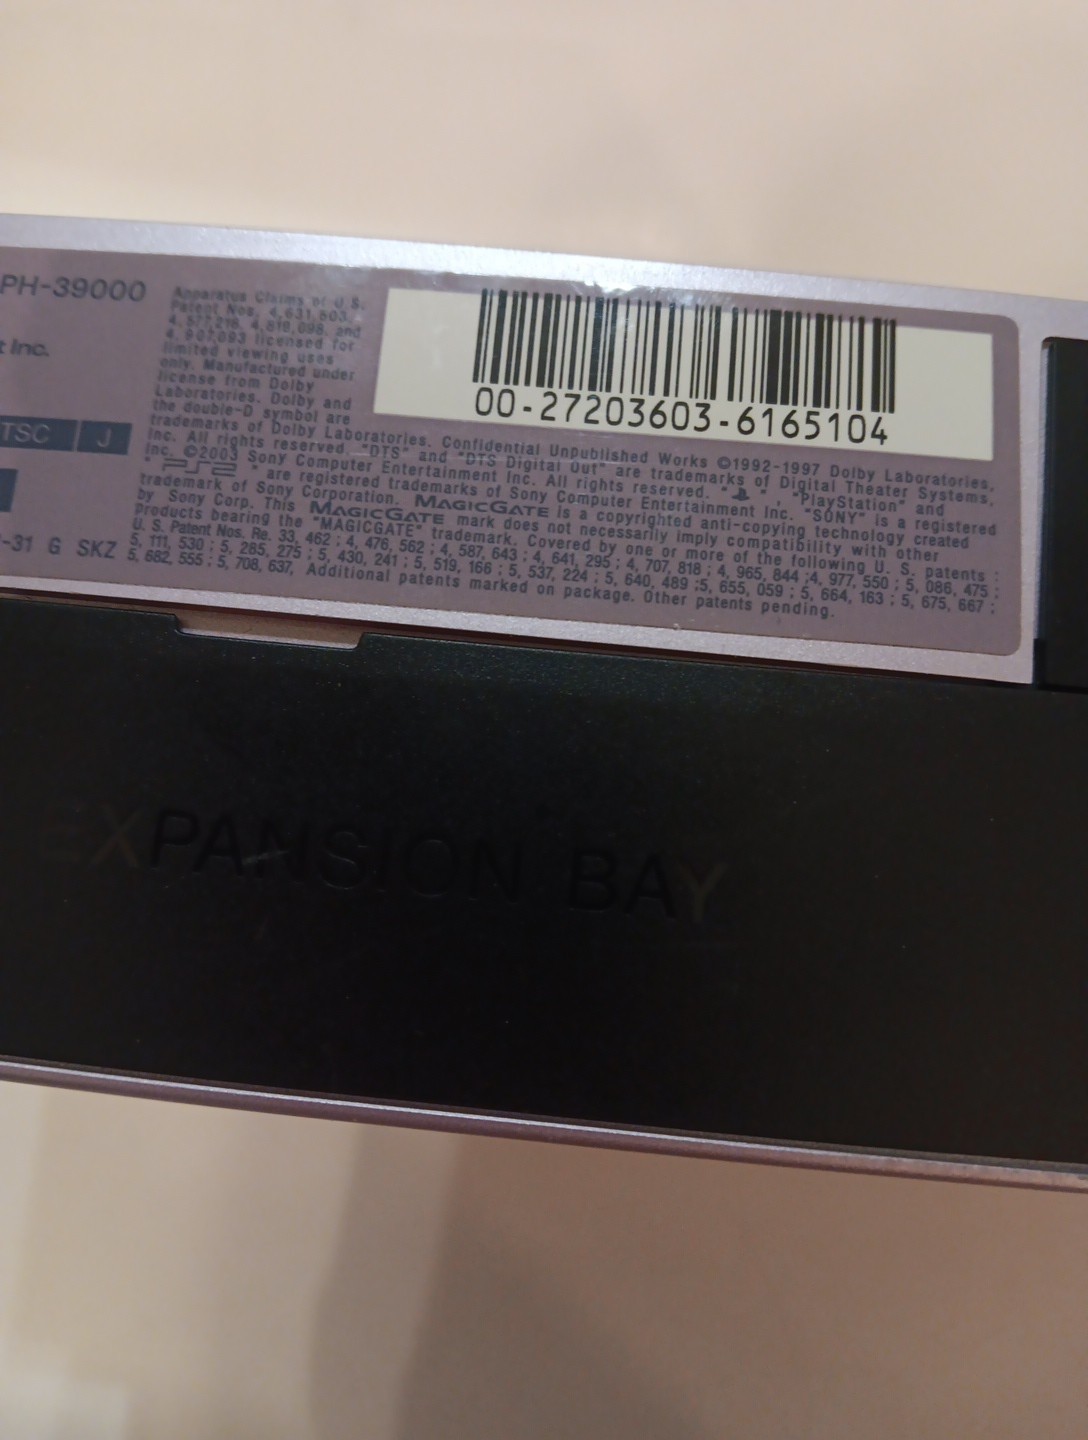 PH-39000
t Inc.
TSC J
-31 G SKZ
Apparatus Claims of U.S.
Patent Nos. 4,631,603,
4,577,216, 4,819,098, and
4,907,093 licensed for
limited viewing uses
only. Manufactured under
license from Dolby
Laboratories. Dolby and
the double-D symbol are
trademarks of Dolby Laboratories. Confidential Unpublished Works ©1992-1997 Dolby Laboratories,
Inc. All rights reserved. "DTS" and "DTS Digital Out" are trademarks of Digital Theater Systems,
Inc. ©2003 Sony Computer Entertainment Inc. All rights reserved. " ", "PlayStation" and
" PS2 " are registered trademarks of Sony Computer Entertainment Inc. "SONY" is a registered
trademark of Sony Corporation. MAGICGATE is a copyrighted anti-copying technology created
by Sony Corp. This MAGICGATE mark does not necessarily imply compatibility with other
products bearing the "MAGICGATE" trademark. Covered by one or more of the following U. S. patents :
U. S. Patent Nos. Re. 33, 462 ; 4, 476, 562 ; 4, 587, 643 ; 4, 641, 295 ; 4, 707, 818 ; 4, 965, 844 ;4, 977, 550 ; 5, 086, 475 ;
5, 111, 530 ; 5, 285, 275 ; 5, 430, 241 ; 5, 519, 166 ; 5, 537, 224 ; 5, 640, 489 ;5, 655, 059 ; 5, 664, 163 ; 5, 675, 667 ;
5, 682, 555 ; 5, 708, 637, Additional patents marked on package. Other patents pending.
00-27203603-6165104
EXPANSION BAY